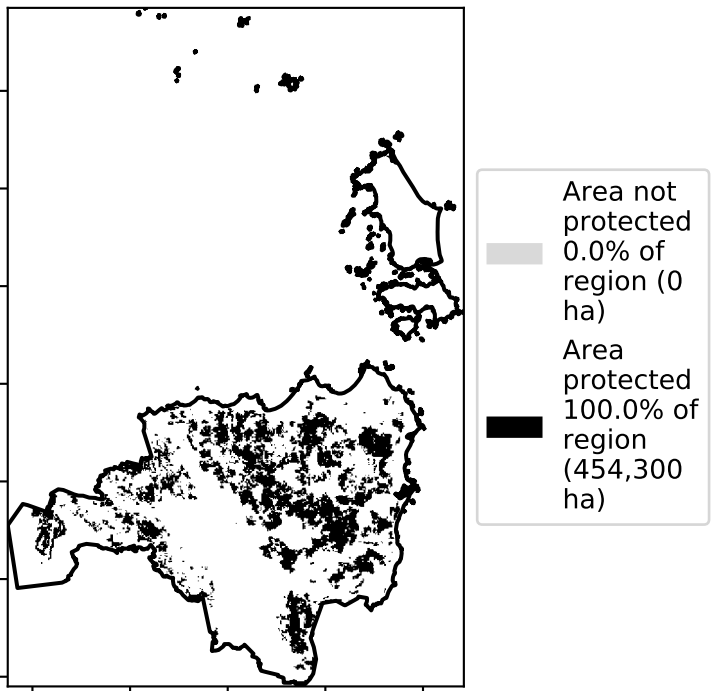 Area not
protected
0.0% of
region (0
ha)
Area
protected
100.0% of
region
(454,300
ha)